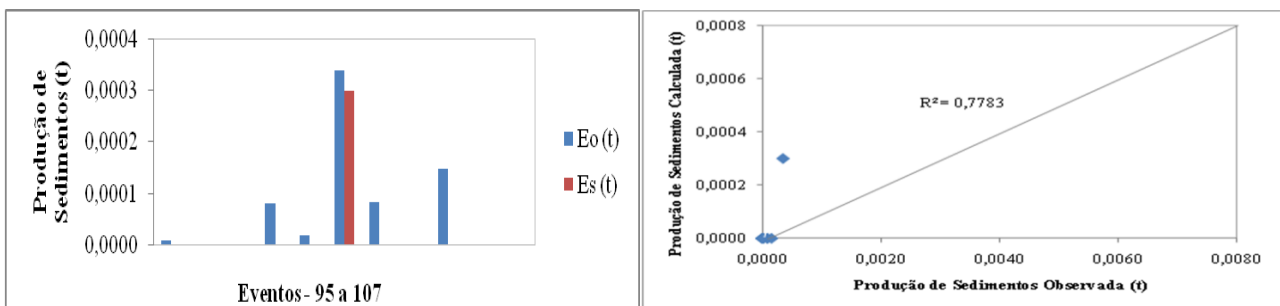 Produção de
Sedimentos (t)
0,0004
0,0003
0,0002
0,0001
0,0000
Eventos - 95 a 107
Eo (t)
Es (t)
Produção de Sedimentos Calculada (t)
0,0008
0,0006
0,0004
0,0002
0,0000
R² = 0,7783
0,0000 0,0020 0,0040 0,0060 0,0080
Produção de Sedimentos Observada (t)